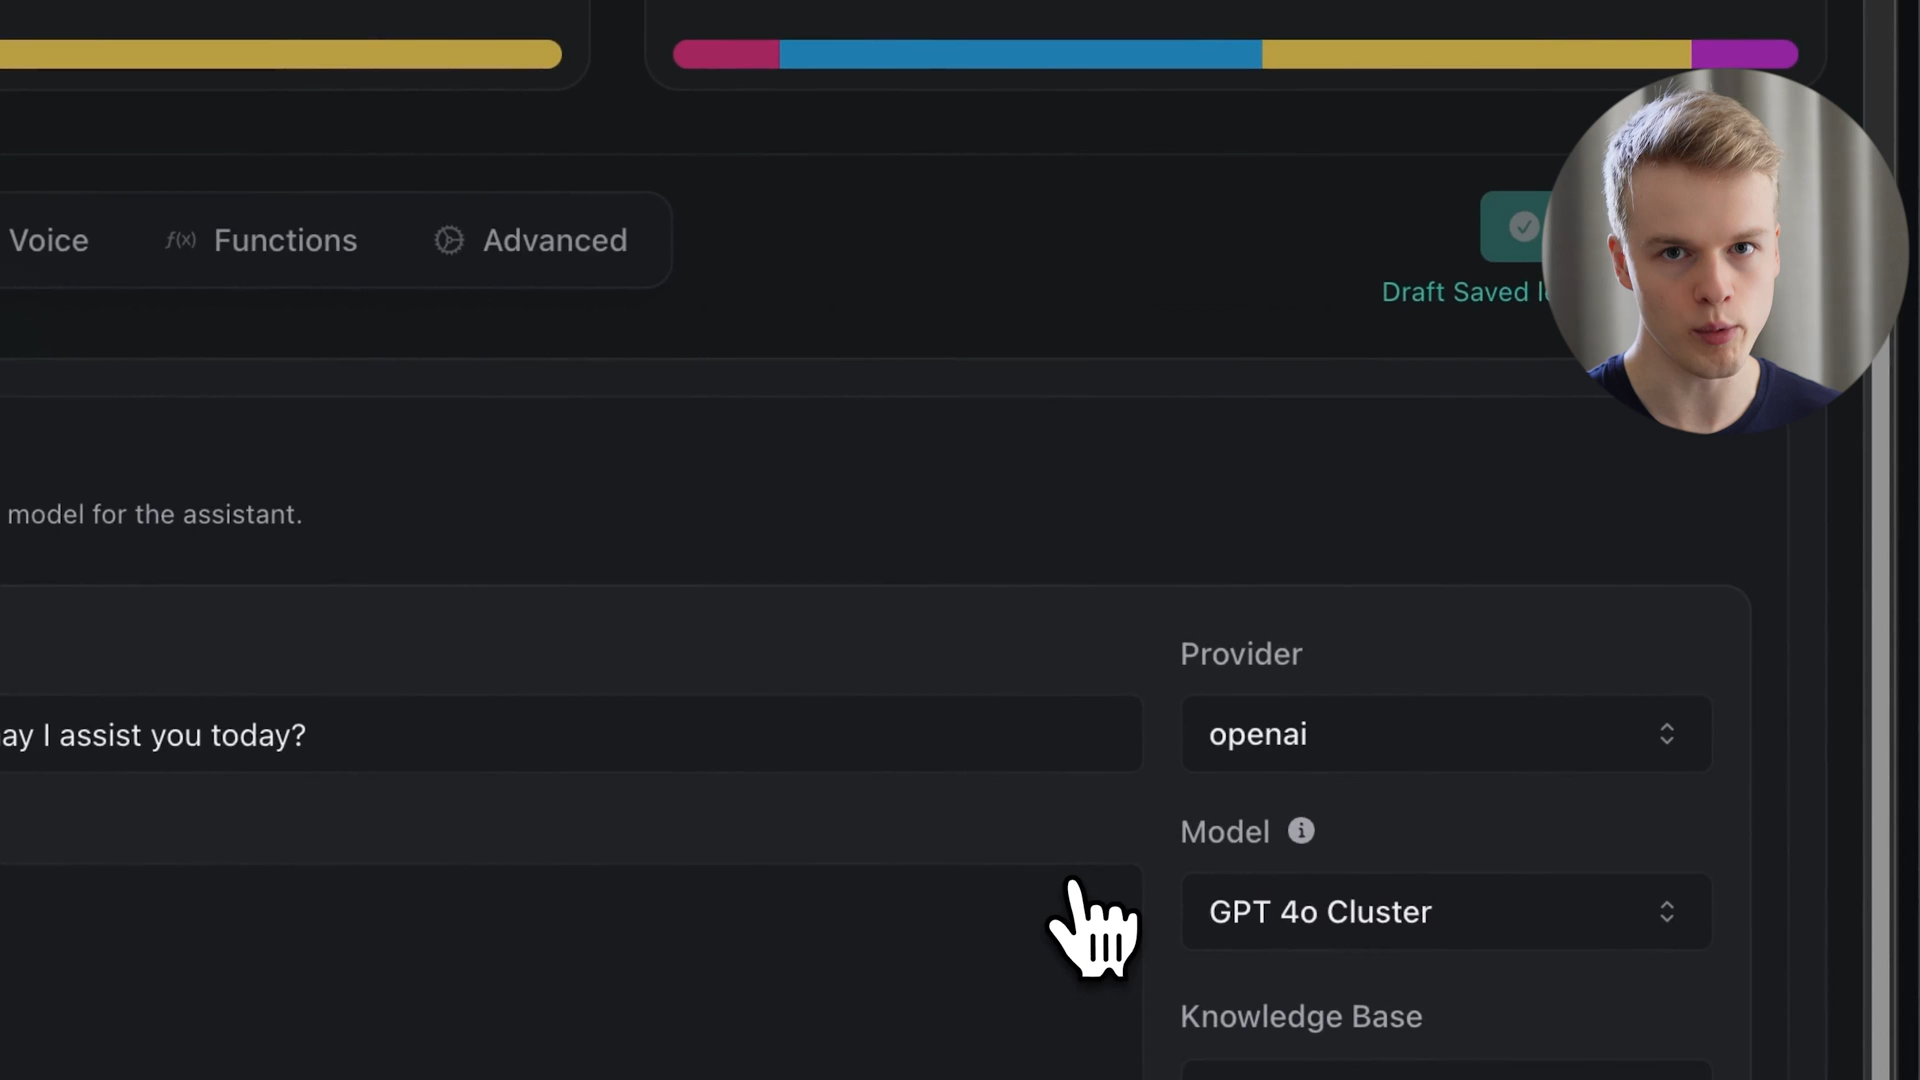 Voice
f(x) Functions
Advanced
Draft Saved
model for the assistant.
Provider
ay I assist you today?
openai
Model
GPT 4o Cluster
Knowledge Base